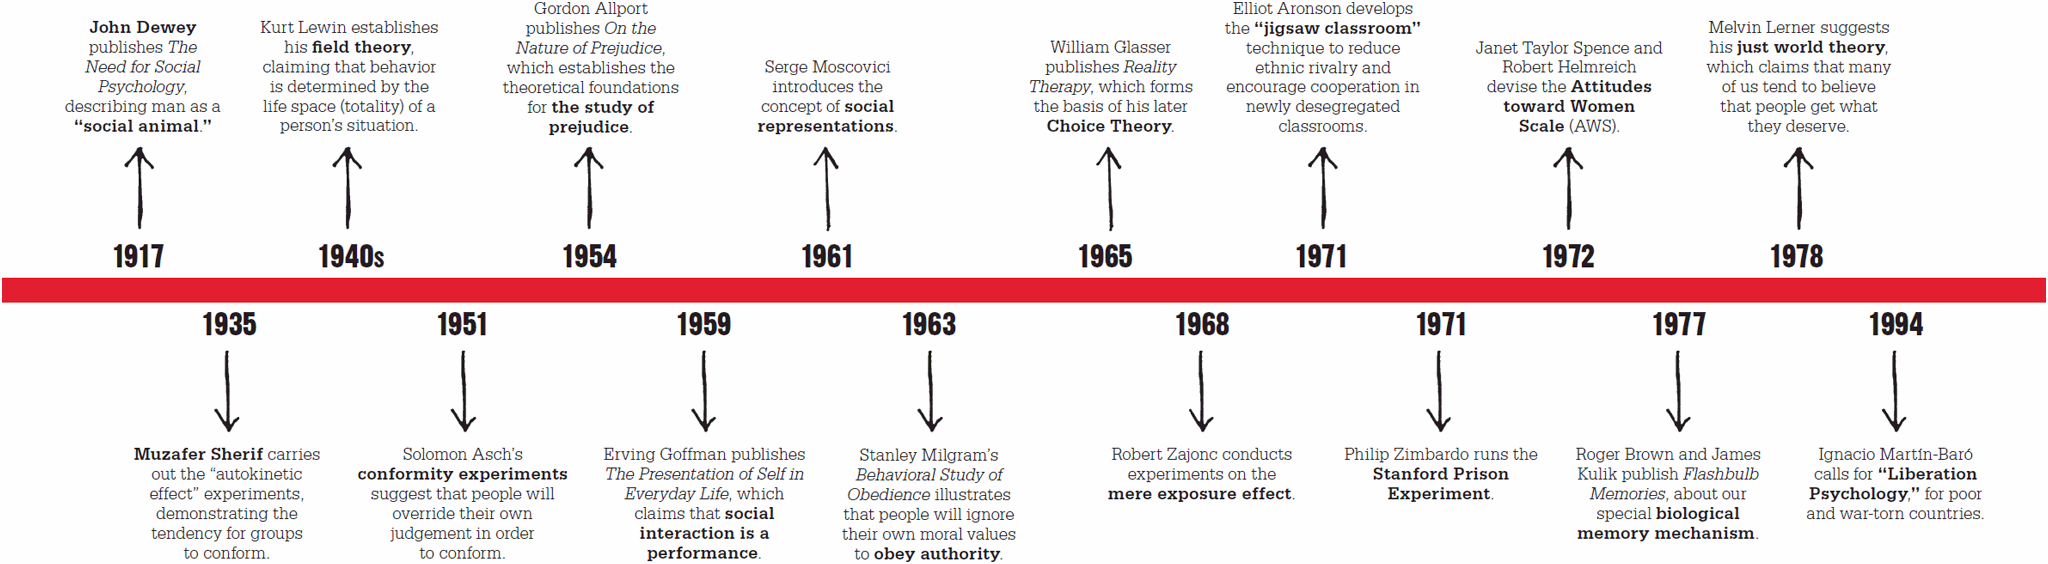 John Dewey
publishes The
Need for Social
Psychology,
describing man as a
“social animal.”
1917
Kurt Lewin establishes
his field theory,
claiming that behavior
is determined by the
life space (totality) of a
person’s situation.
1940s
Gordon Allport
publishes On the
Nature of Prejudice,
which establishes the
theoretical foundations
for the study of
prejudice.
1954
Serge Moscovici
introduces the
concept of social
representations.
1961
William Glasser
publishes Reality
Therapy, which forms
the basis of his later
Choice Theory.
1965
Elliot Aronson develops
the “jigsaw classroom”
technique to reduce
ethnic rivalry and
encourage cooperation in
newly desegregated
classrooms.
1971
Janet Taylor Spence and
Robert Helmreich
devise the Attitudes
toward Women
Scale (AWS).
1972
Melvin Lerner suggests
his just world theory,
which claims that many
of us tend to believe
that people get what
they deserve.
1978
1935
Muzafer Sherif carries
out the “autokinetic
effect” experiments,
demonstrating the
tendency for groups
to conform.
1951
Solomon Asch’s
conformity experiments
suggest that people will
override their own
judgement in order
to conform.
1959
Erving Goffman publishes
The Presentation of Self in
Everyday Life, which
claims that social
interaction is a
performance.
1963
Stanley Milgram’s
Behavioral Study of
Obedience illustrates
that people will ignore
their own moral values
to obey authority.
1968
Robert Zajonc conducts
experiments on the
mere exposure effect.
1971
Philip Zimbardo runs the
Stanford Prison
Experiment.
1977
Roger Brown and James
Kulik publish Flashbulb
Memories, about our
special biological
memory mechanism.
1994
Ignacio Martín-Baró
calls for “Liberation
Psychology,” for poor
and war-torn countries.